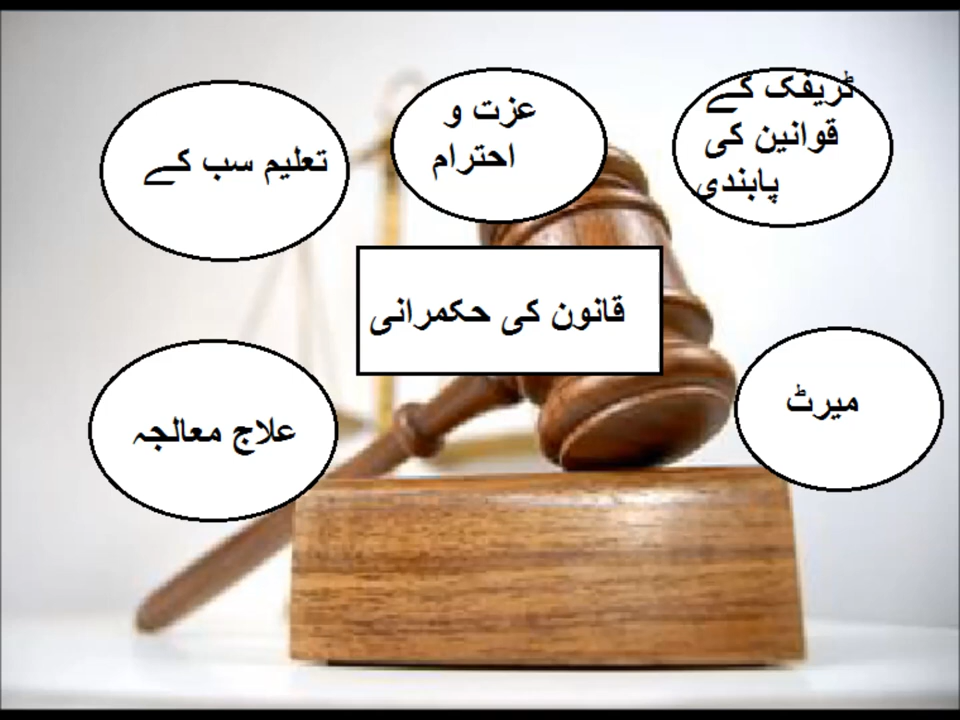 ٹریفک کے
قوانین کی
پابندی
عزت و
احترام
تعلیم سب کے
قانون کی حکمرانی
میرٹ
علاج معالجہ